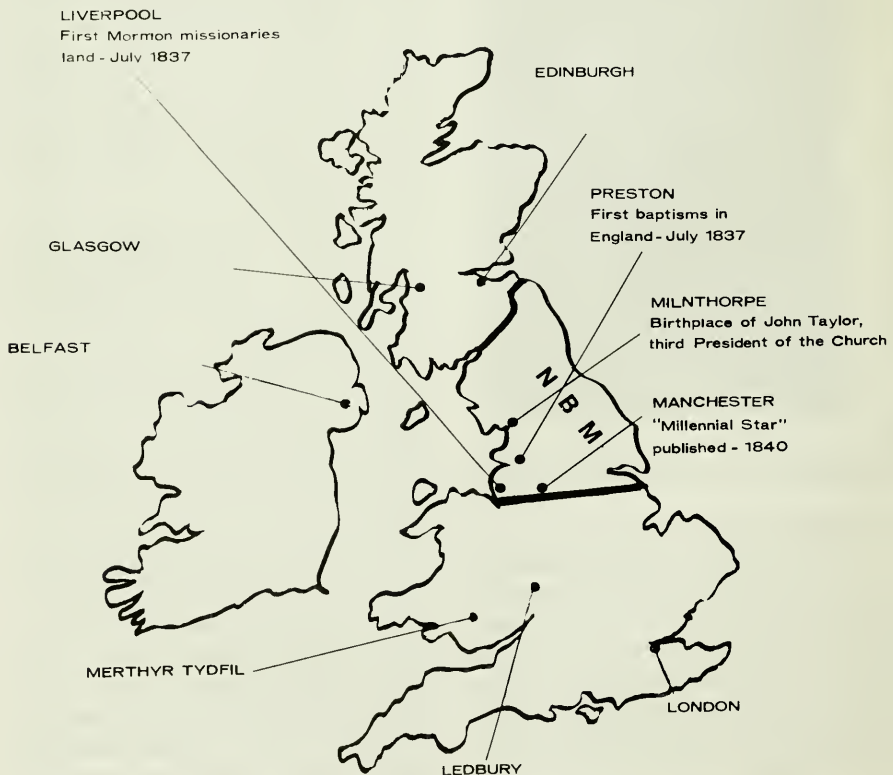 LIVERPOOL
First Mormon missionaries
land - July 1837
EDINBURGH
PRESTON
First baptisms in
England - July 1837
GLASGOW
MILNTHORPE
Birthplace of John Taylor,
third President of the Church
BELFAST
NBM
MANCHESTER
"Millennial Star"
published - 1840
MERTHYR TYDFIL
LONDON
LEDBURY